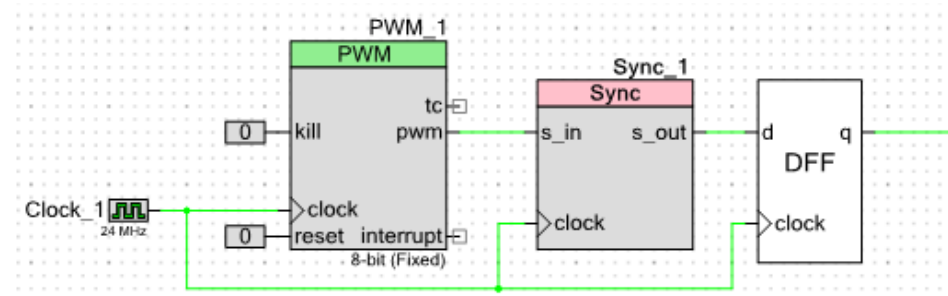 PWM_1
PWM
tc
0
kill
pwm
Clock_1
24 MHz
clock
0
reset
interrupt
8-bit (Fixed)
Sync_1
Sync
s_in
s_out
clock
d
q
DFF
clock